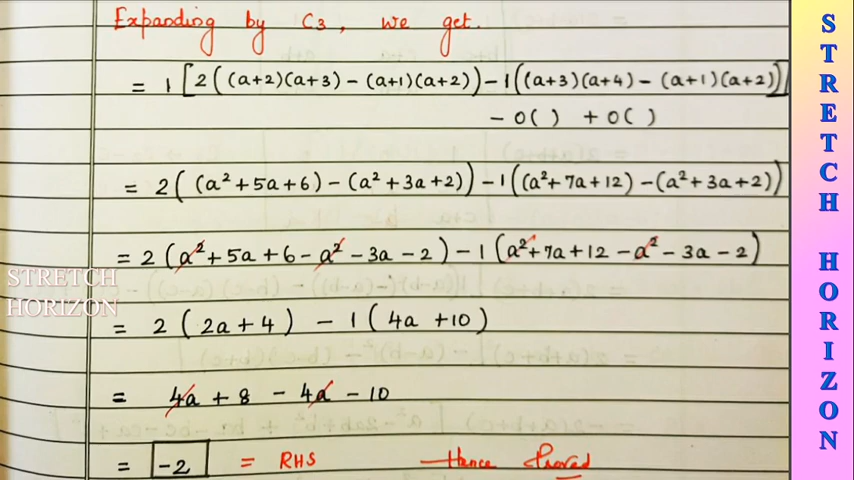 Expanding by C3, we get.
= 1 [ 2 ( (a+2)(a+3) - (a+1)(a+2) ) - 1 ( (a+3)(a+4) - (a+1)(a+2) ) ]
- 0( ) + 0( )
= 2 ( (a² + 5a + 6) - (a² + 3a + 2) ) - 1 ( (a² + 7a + 12) - (a² + 3a + 2) )
= 2 ( a² + 5a + 6 - a² - 3a - 2 ) - 1 ( a² + 7a + 12 - a² - 3a - 2 )
= 2 ( 2a + 4 ) - 1 ( 4a + 10 )
= 4a + 8 - 4a - 10
= -2 = RHS Hence Proved
STRETCH
HORIZON
STRETCH HORIZON